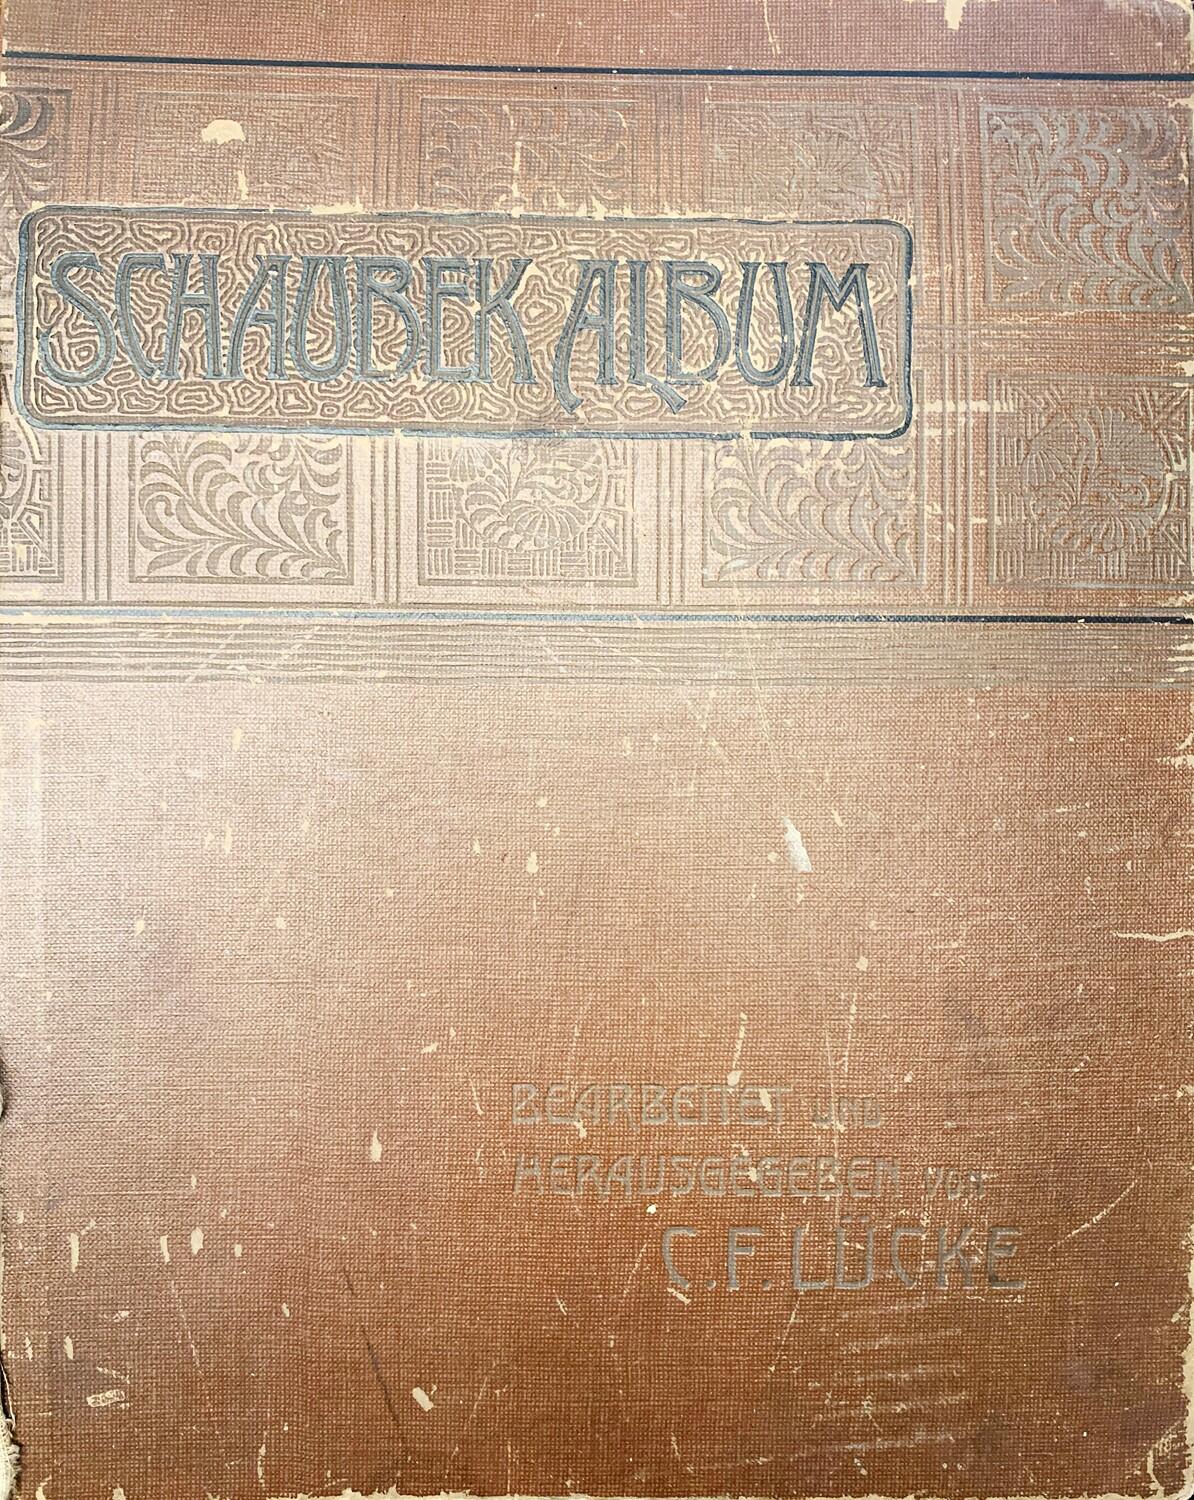 SCHAUBEK ALBUM
BEARBEITET UND
HERAUSGEGEBEN VON
C. F. LÜCKE